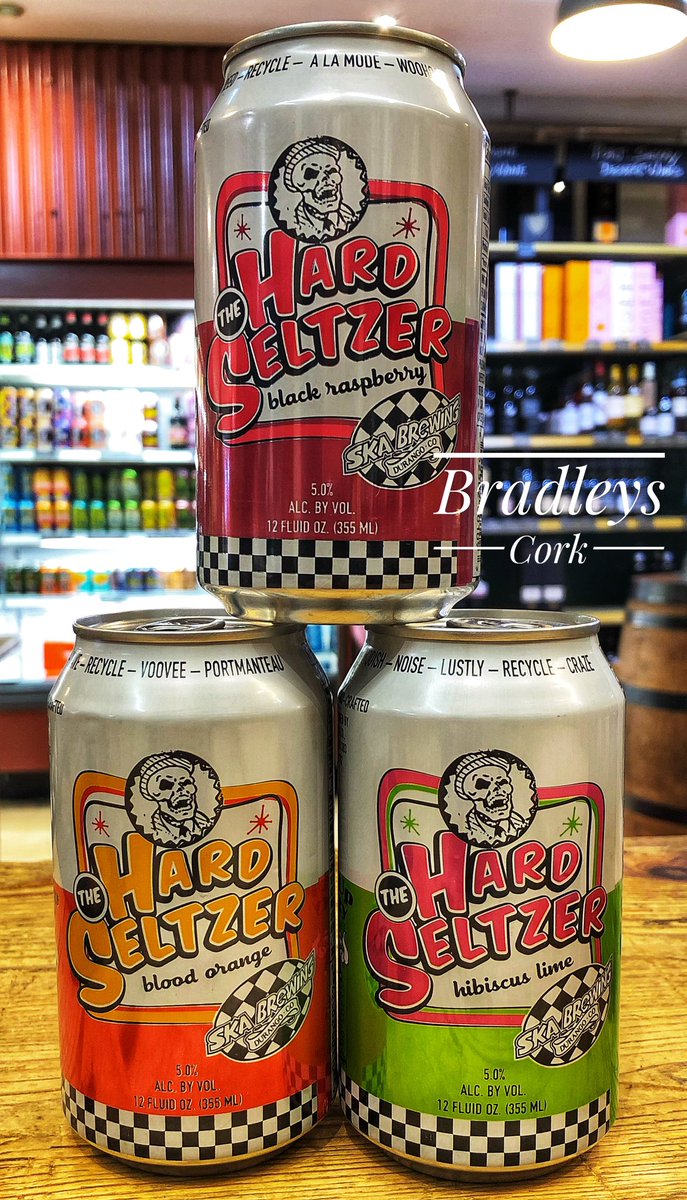 RECYCLE – A LA MODE –
THE
HARD
SELTZER
black raspberry
SKA BREWING
DURANGO, CO
5.0%
ALC. BY VOL.
12 FLUID OZ. (355 ML)
Bradleys
Cork
RECYCLE – VOOVEE – PORTMANTEAU
THE
HARD
SELTZER
blood orange
SKA BREWING
DURANGO, CO
5.0%
ALC. BY VOL.
12 FLUID OZ. (355 ML)
– NOISE – LUSTLY – RECYCLE – CRAZE
THE
HARD
SELTZER
hibiscus lime
SKA BREWING
DURANGO, CO
5.0%
ALC. BY VOL.
12 FLUID OZ. (355 ML)